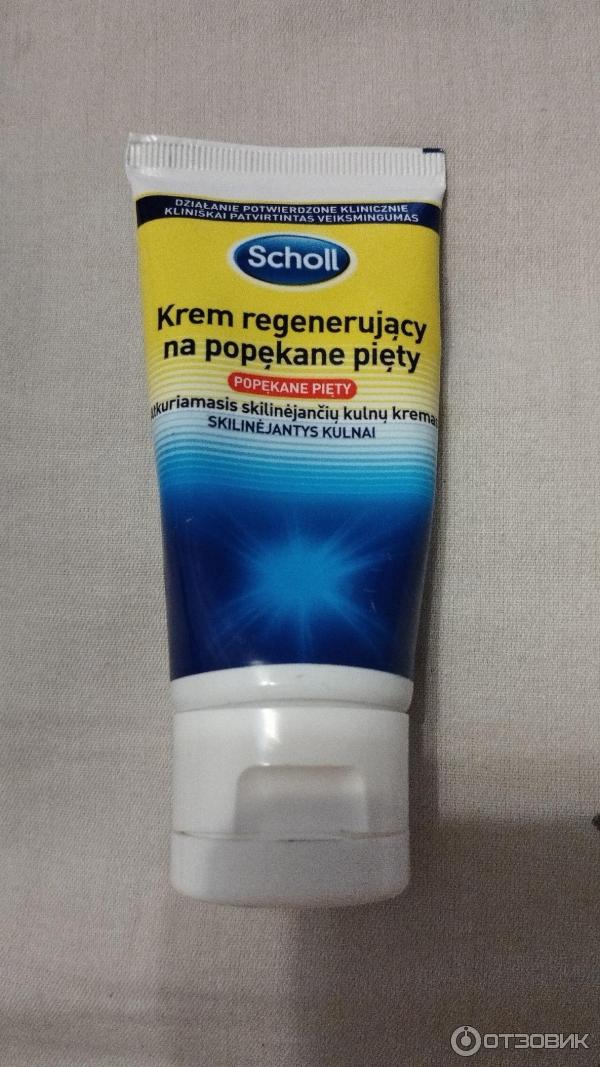 DZIAŁANIE POTWIERDZONE KLINICZNIE
KLINIŠKAI PATVIRTINTAS VEIKSMINGUMAS
Scholl
Krem regenerujący
na popękane pięty
POPĘKANE PIĘTY
tkuriamasis skilinėjančių kulnų kremas
SKILINĖJANTYS KULNAI
ОТЗОВИК